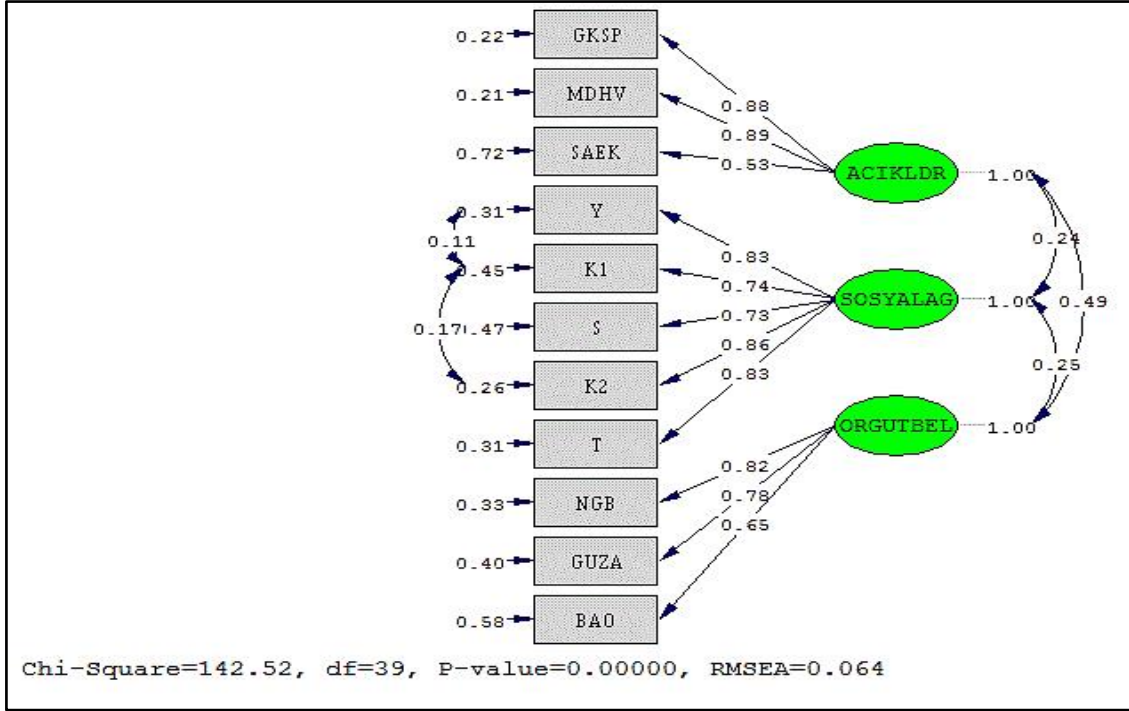 0.22 GKSP
0.21 MDHV
0.88
0.89
0.72 SAEK
0.53
ACIKLDR 1.00
0.31 Y
0.11
0.24
0.83
0.45 K1
0.74
SOSYALAG 1.00 0.49
0.17 0.47 S
0.73
0.86
0.25
0.26 K2
0.83
ORGUTBEL 1.00
0.31 T
0.82
0.33 NGB
0.78
0.65
0.40 GUZA
0.58 BAO
Chi-Square=142.52, df=39, P-value=0.00000, RMSEA=0.064